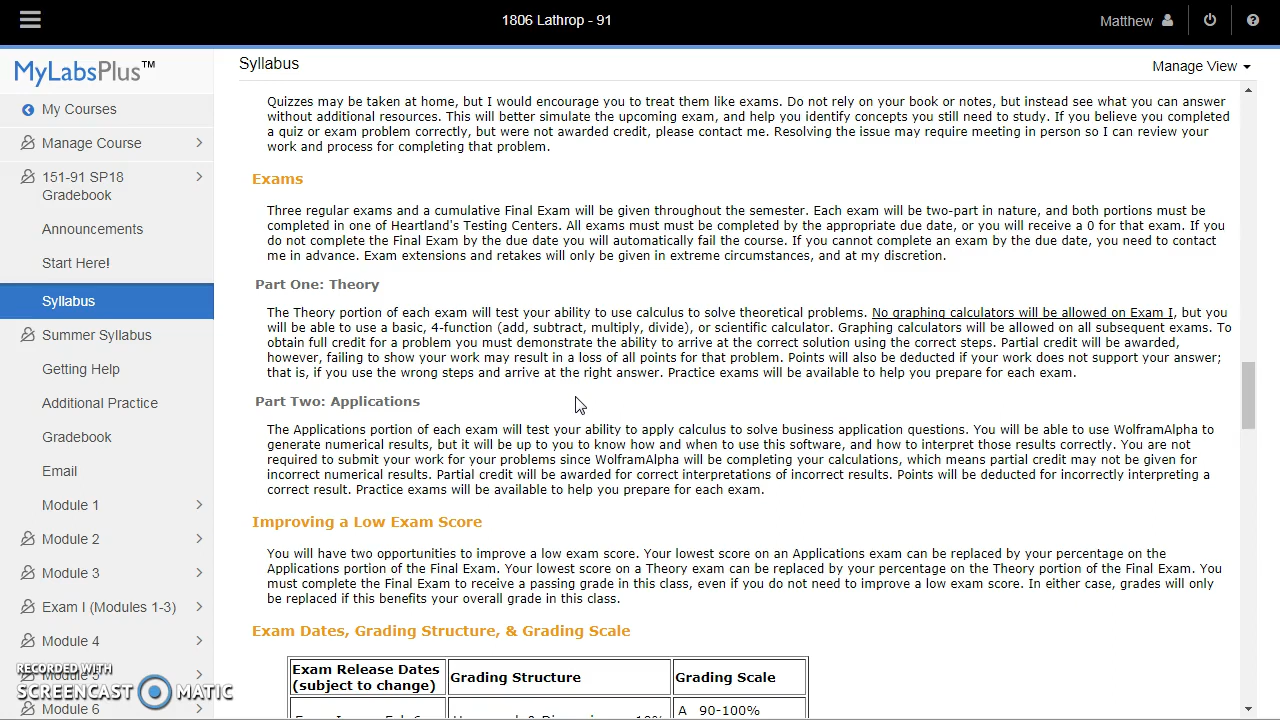 1806 Lathrop - 91
Matthew
MyLabsPlus™
My Courses
Manage Course
151-91 SP18
Gradebook
Announcements
Start Here!
Syllabus
Summer Syllabus
Getting Help
Additional Practice
Gradebook
Email
Module 1
Module 2
Module 3
Exam I (Modules 1-3)
Module 4
Module 5
Module 6
RECORDED WITH
SCREENCAST MATIC
Syllabus
Manage View
Quizzes may be taken at home, but I would encourage you to treat them like exams. Do not rely on your book or notes, but instead see what you can answer
without additional resources. This will better simulate the upcoming exam, and help you identify concepts you still need to study. If you believe you completed
a quiz or exam problem correctly, but were not awarded credit, please contact me. Resolving the issue may require meeting in person so I can review your
work and process for completing that problem.
Exams
Three regular exams and a cumulative Final Exam will be given throughout the semester. Each exam will be two-part in nature, and both portions must be
completed in one of Heartland's Testing Centers. All exams must must be completed by the appropriate due date, or you will receive a 0 for that exam. If you
do not complete the Final Exam by the due date you will automatically fail the course. If you cannot complete an exam by the due date, you need to contact
me in advance. Exam extensions and retakes will only be given in extreme circumstances, and at my discretion.
Part One: Theory
The Theory portion of each exam will test your ability to use calculus to solve theoretical problems. No graphing calculators will be allowed on Exam I, but you
will be able to use a basic, 4-function (add, subtract, multiply, divide), or scientific calculator. Graphing calculators will be allowed on all subsequent exams. To
obtain full credit for a problem you must demonstrate the ability to arrive at the correct solution using the correct steps. Partial credit will be awarded,
however, failing to show your work may result in a loss of all points for that problem. Points will also be deducted if your work does not support your answer;
that is, if you use the wrong steps and arrive at the right answer. Practice exams will be available to help you prepare for each exam.
Part Two: Applications
The Applications portion of each exam will test your ability to apply calculus to solve business application questions. You will be able to use WolframAlpha to
generate numerical results, but it will be up to you to know how and when to use this software, and how to interpret those results correctly. You are not
required to submit your work for your problems since WolframAlpha will be completing your calculations, which means partial credit may not be given for
incorrect numerical results. Partial credit will be awarded for correct interpretations of incorrect results. Points will be deducted for incorrectly interpreting a
correct result. Practice exams will be available to help you prepare for each exam.
Improving a Low Exam Score
You will have two opportunities to improve a low exam score. Your lowest score on an Applications exam can be replaced by your percentage on the
Applications portion of the Final Exam. Your lowest score on a Theory exam can be replaced by your percentage on the Theory portion of the Final Exam. You
must complete the Final Exam to receive a passing grade in this class, even if you do not need to improve a low exam score. In either case, grades will only
be replaced if this benefits your overall grade in this class.
Exam Dates, Grading Structure, & Grading Scale
Exam Release Dates
(subject to change)
Grading Structure
Grading Scale
A 90-100%